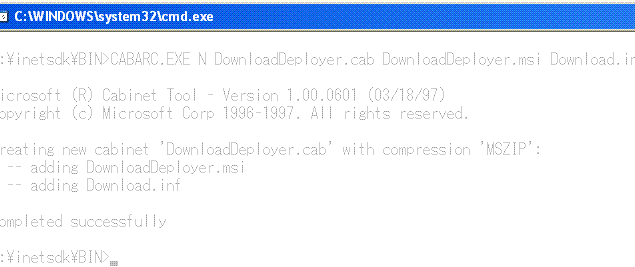 C:\WINDOWS\system32\cmd.exe
:¥inetsdk¥BIN>CABARC.EXE N DownloadDeployer.cab DownloadDeployer.msi Download.in
icrosoft (R) Cabinet Tool - Version 1.00.0601 (03/18/97)
opyright (c) Microsoft Corp 1996-1997. All rights reserved.
reating new cabinet 'DownloadDeployer.cab' with compression 'MSZIP':
-- adding DownloadDeployer.msi
-- adding Download.inf
ompleted successfully
:¥inetsdk¥BIN>_